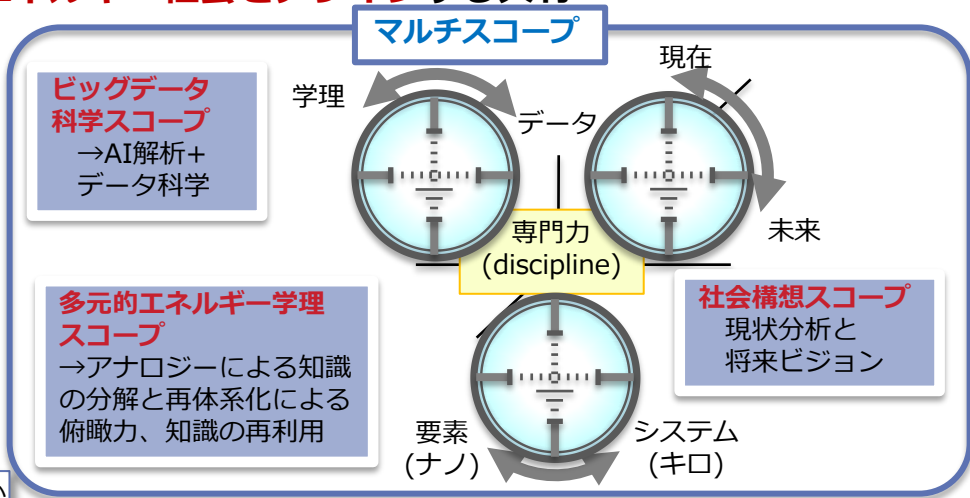 マルチスコープ
ビッグデータ
科学スコープ
→AI解析+
データ科学
学理
データ
現在
未来
専門力
(discipline)
多元的エネルギー学理
スコープ
→アナロジーによる知識
の分解と再体系化による
俯瞰力、知識の再利用
社会構想スコープ
現状分析と
将来ビジョン
要素
(ナノ)
システム
(キロ)